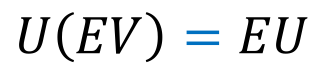 U(EV) = EU